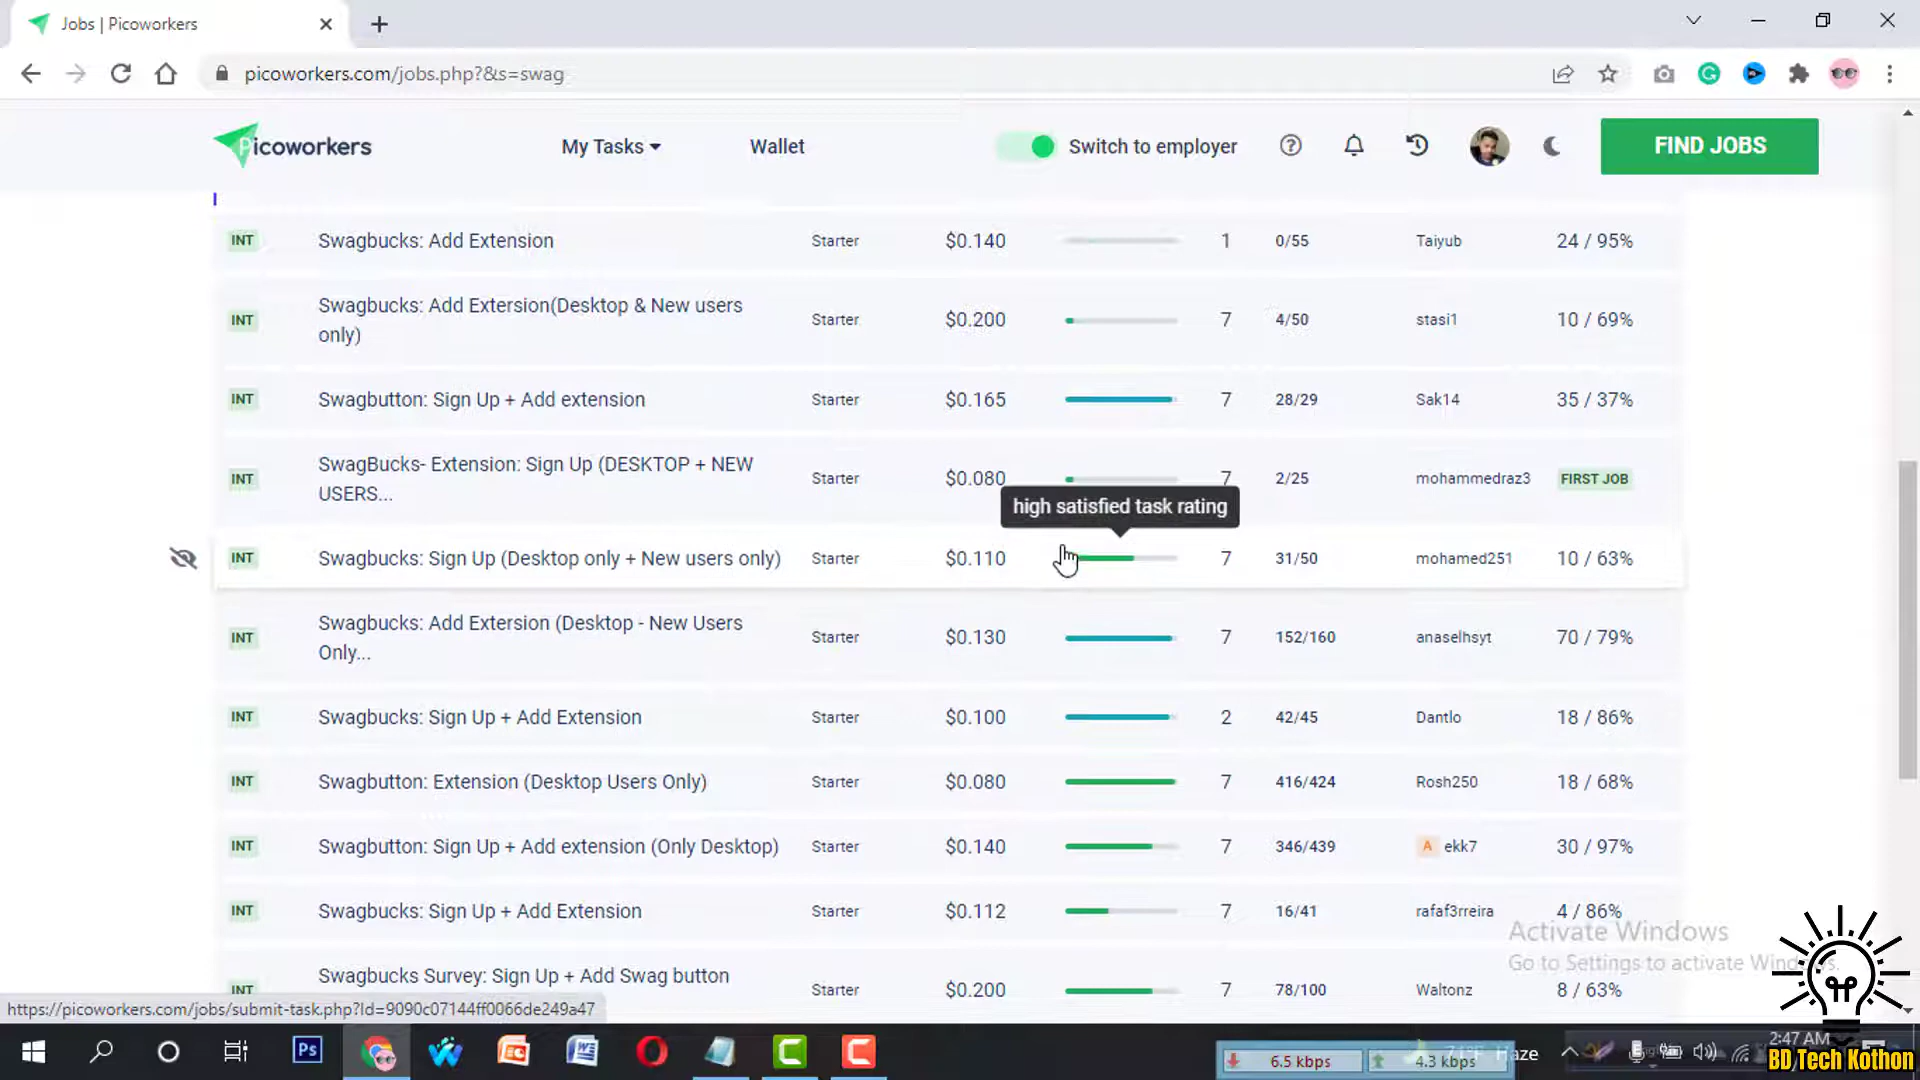 Jobs | Picoworkers
picoworkers.com/jobs.php?&s=swag
Picoworkers
My Tasks
Wallet
Switch to employer
FIND JOBS
INT Swagbucks: Add Extension Starter $0.140 1 0/55 Taiyub 24 / 95%
INT Swagbucks: Add Extersion(Desktop & New users only) Starter $0.200 7 4/50 stasi1 10 / 69%
INT Swagbutton: Sign Up + Add extension Starter $0.165 7 28/29 Sak14 35 / 37%
INT SwagBucks- Extension: Sign Up (DESKTOP + NEW USERS... Starter $0.080 7 2/25 mohammedraz3 FIRST JOB
high satisfied task rating
INT Swagbucks: Sign Up (Desktop only + New users only) Starter $0.110 7 31/50 mohamed251 10 / 63%
INT Swagbucks: Add Extersion (Desktop - New Users Only... Starter $0.130 7 152/160 anaselhsyt 70 / 79%
INT Swagbucks: Sign Up + Add Extension Starter $0.100 2 42/45 Dantlo 18 / 86%
INT Swagbutton: Extension (Desktop Users Only) Starter $0.080 7 416/424 Rosh250 18 / 68%
INT Swagbutton: Sign Up + Add extension (Only Desktop) Starter $0.140 7 346/439 A ekk7 30 / 97%
INT Swagbucks: Sign Up + Add Extension Starter $0.112 7 16/41 rafaf3rreira 4 / 86%
Activate Windows
Go to Settings to activate Windows.
INT Swagbucks Survey: Sign Up + Add Swag button Starter $0.200 7 78/100 Waltonz 8 / 63%
https://picoworkers.com/jobs/submit-task.php?Id=9090c07144ff0066de249a47
Ps
6.5 kbps
4.3 kbps
Haze
2:47 AM
BD Tech Kothon